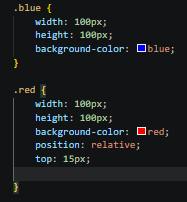 .blue {
    width: 100px;
    height: 100px;
    background-color: blue;
}

.red {
    width: 100px;
    height: 100px;
    background-color: red;
    position: relative;
    top: 15px;

}